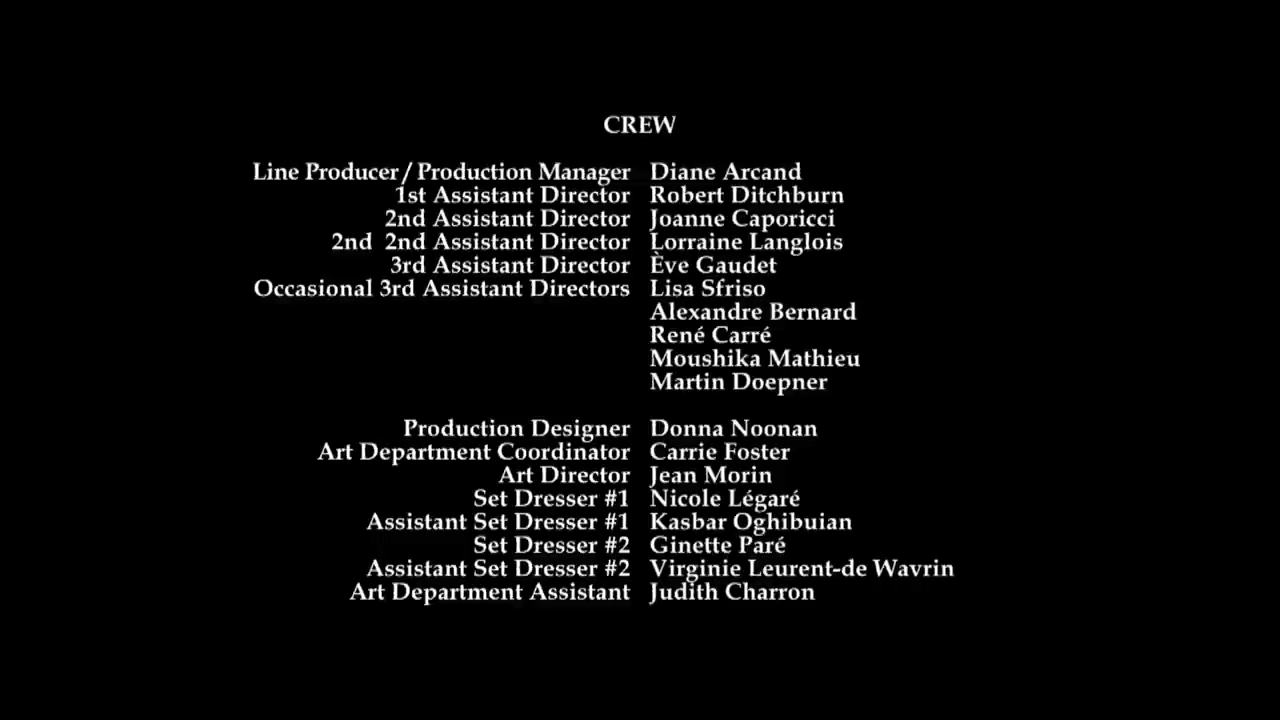 CREW
Line Producer / Production Manager Diane Arcand
1st Assistant Director Robert Ditchburn
2nd Assistant Director Joanne Caporicci
2nd 2nd Assistant Director Lorraine Langlois
3rd Assistant Director Ève Gaudet
Occasional 3rd Assistant Directors Lisa Sfriso
Alexandre Bernard
René Carré
Moushika Mathieu
Martin Doepner
Production Designer Donna Noonan
Art Department Coordinator Carrie Foster
Art Director Jean Morin
Set Dresser #1 Nicole Légaré
Assistant Set Dresser #1 Kasbar Oghibuian
Set Dresser #2 Ginette Paré
Assistant Set Dresser #2 Virginie Leurent-de Wavrin
Art Department Assistant Judith Charron